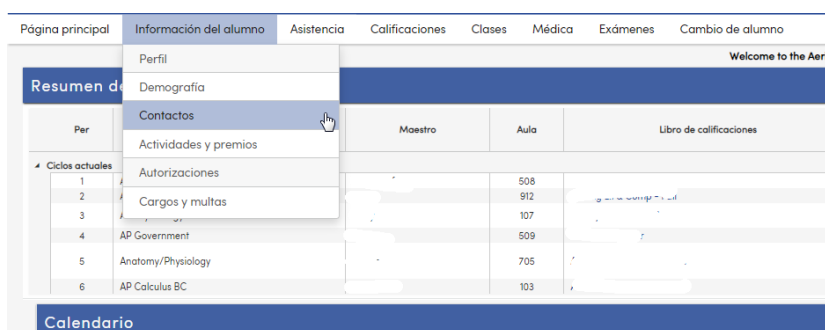 Página principal Información del alumno Asistencia Calificaciones Clases Médica Exámenes Cambio de alumno
Perfil
Welcome to the Aer
Demografía
Resumen de
Contactos
Per Maestro Aula Libro de calificaciones
Actividades y premios
Ciclos actuales
Autorizaciones
1 508
2 912
Cargos y multas
3 107
4 AP Government 509
5 Anatomy/Physiology 705
6 AP Calculus BC 103
Calendario